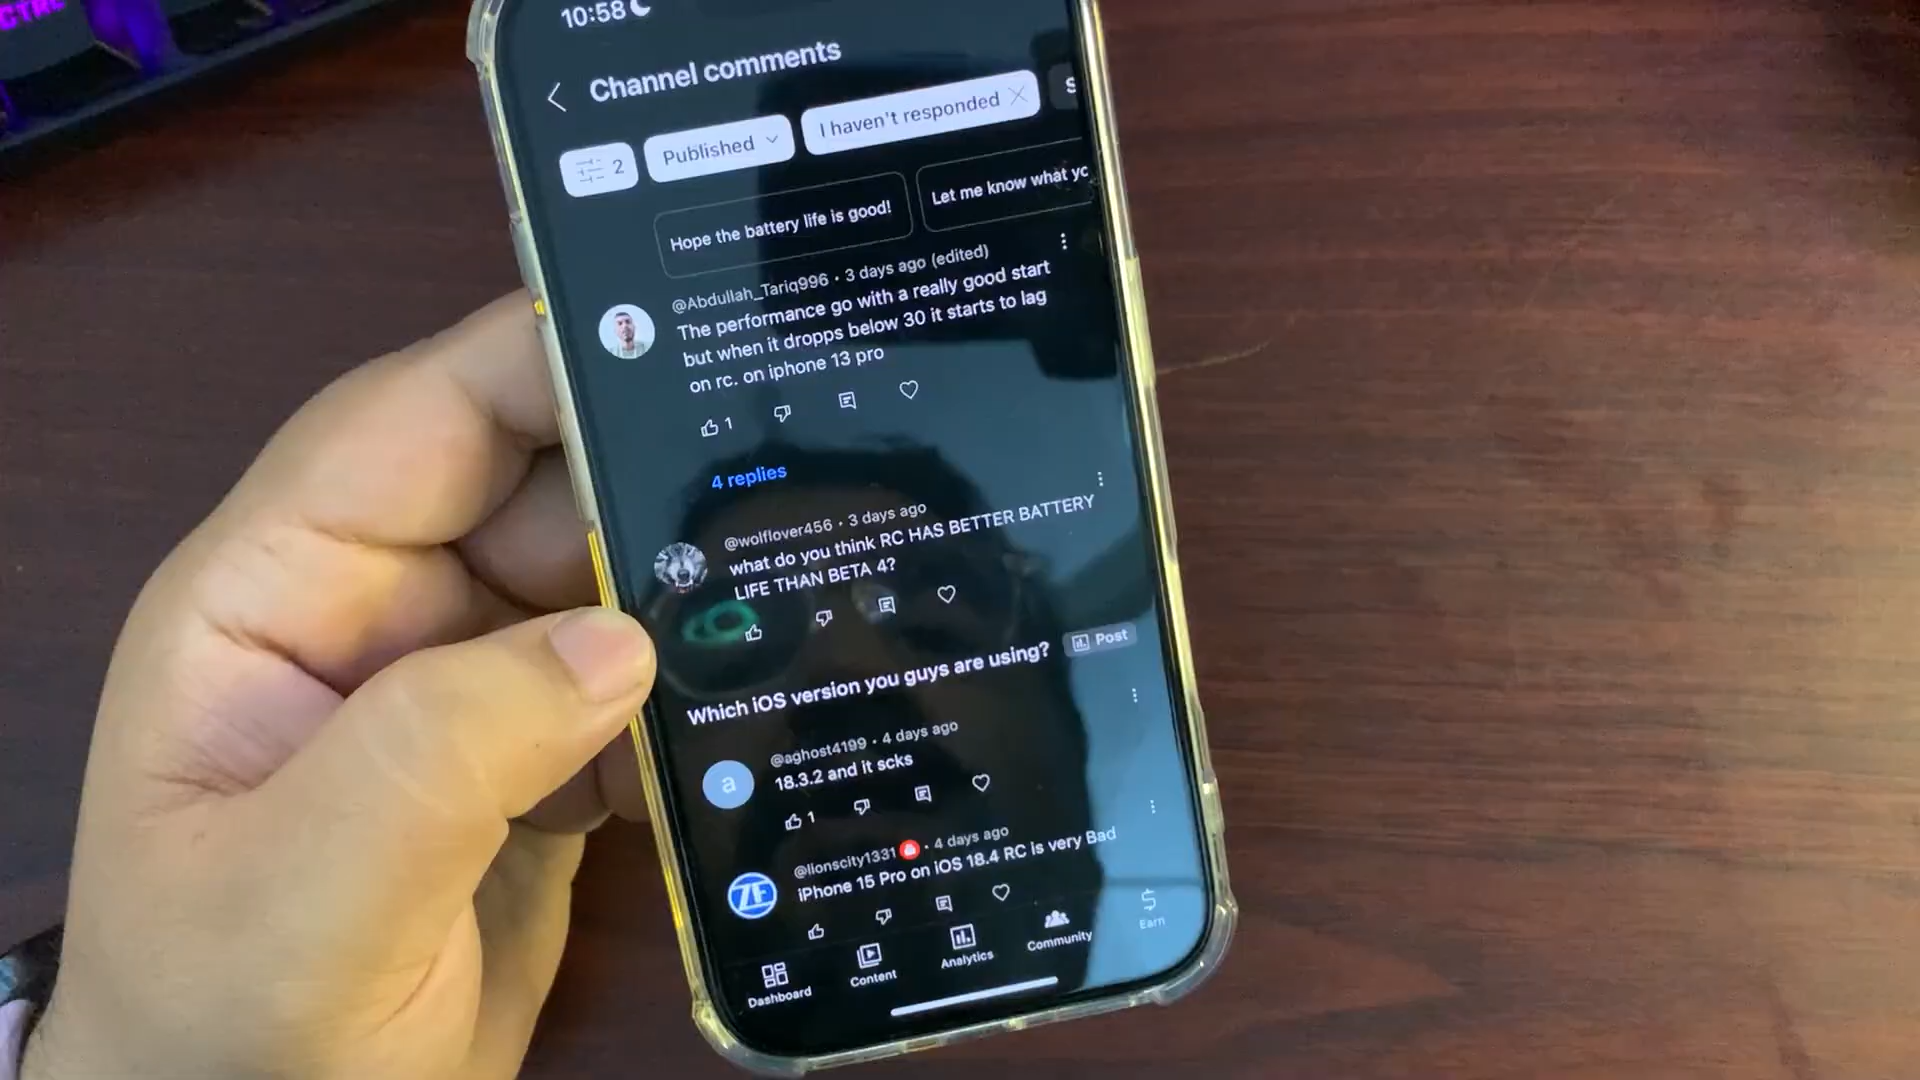 CTRL
10:58
Channel comments
2
Published
I haven't responded
S
Hope the battery life is good!
Let me know what yo
@Abdullah_Tariq996 · 3 days ago (edited)
The performance go with a really good start
but when it dropps below 30 it starts to lag
on rc. on iphone 13 pro
1
4 replies
@wolflover456 · 3 days ago
what do you think RC HAS BETTER BATTERY
LIFE THAN BETA 4?
Which iOS version you guys are using?
Post
@aghost4199 · 4 days ago
a
18.3.2 and it scks
1
@lionscity1331 · 4 days ago
ZF
iPhone 15 Pro on iOS 18.4 RC is very Bad
Dashboard
Content
Analytics
Community
Earn